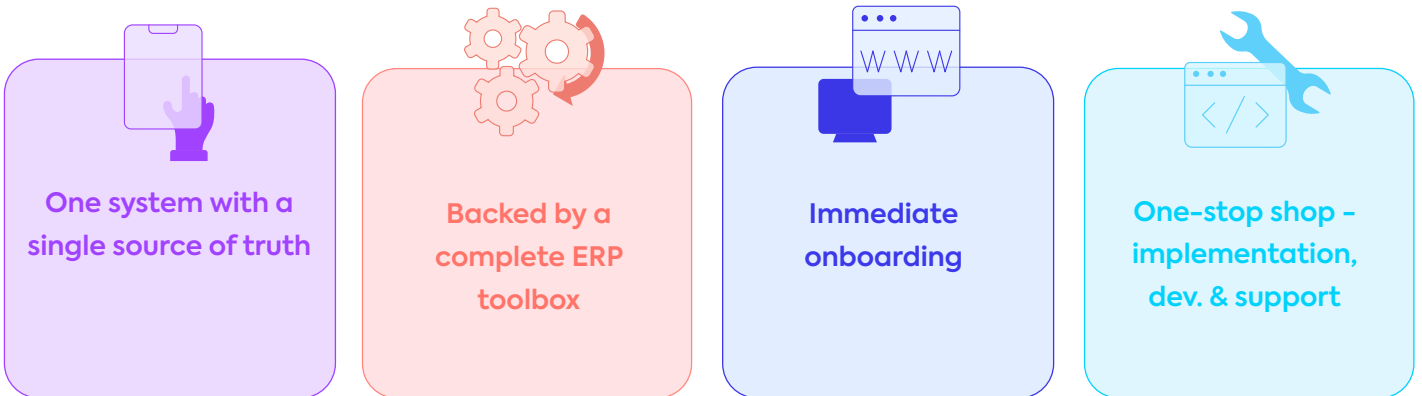 One system with a
single source of truth
Backed by a
complete ERP
toolbox
W W W
Immediate
onboarding
</>
One-stop shop -
implementation,
dev. & support